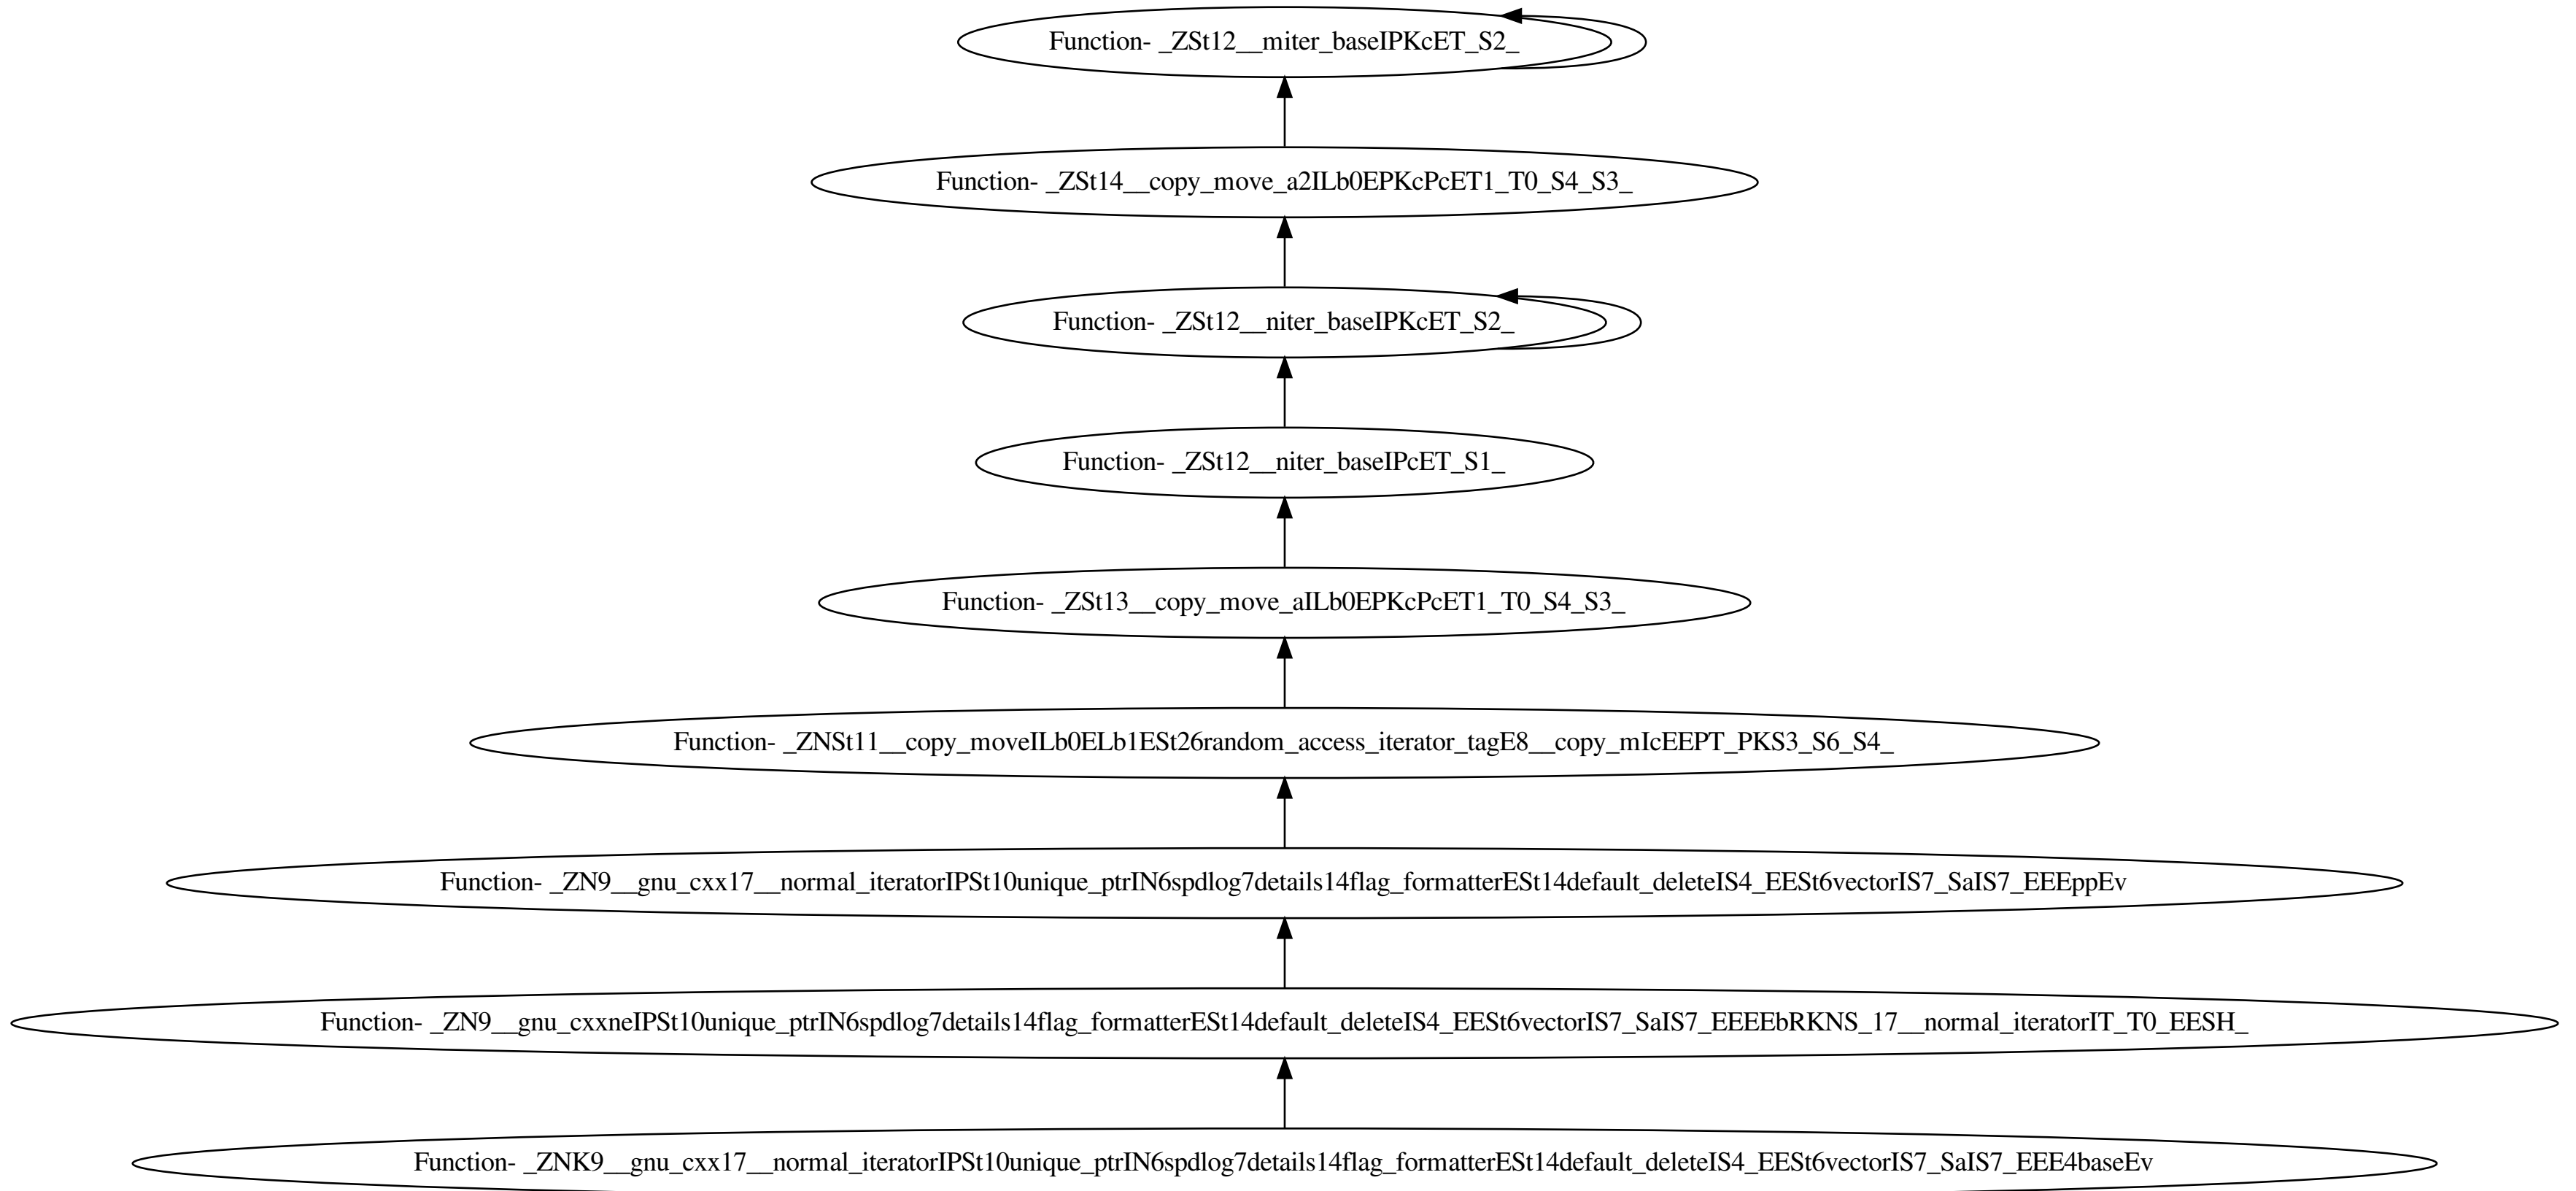 Function- _ZSt12__miter_baseIPKcET_S2_
Function- _ZSt14__copy_move_a2ILb0EPKcPcET1_T0_S4_S3_
Function- _ZSt12__niter_baseIPKcET_S2_
Function- _ZSt12__niter_baseIPcET_S1_
Function- _ZSt13__copy_move_aILb0EPKcPcET1_T0_S4_S3_
Function- _ZNSt11__copy_moveILb0ELb1ESt26random_access_iterator_tagE8__copy_mIcEEPT_PKS3_S6_S4_
Function- _ZN9__gnu_cxx17__normal_iteratorIPSt10unique_ptrIN6spdlog7details14flag_formatterESt14default_deleteIS4_EESt6vectorIS7_SaIS7_EEEppEv
Function- _ZN9__gnu_cxxneIPSt10unique_ptrIN6spdlog7details14flag_formatterESt14default_deleteIS4_EESt6vectorIS7_SaIS7_EEEEbRKNS_17__normal_iteratorIT_T0_EESH_
Function- _ZNK9__gnu_cxx17__normal_iteratorIPSt10unique_ptrIN6spdlog7details14flag_formatterESt14default_deleteIS4_EESt6vectorIS7_SaIS7_EEE4baseEv